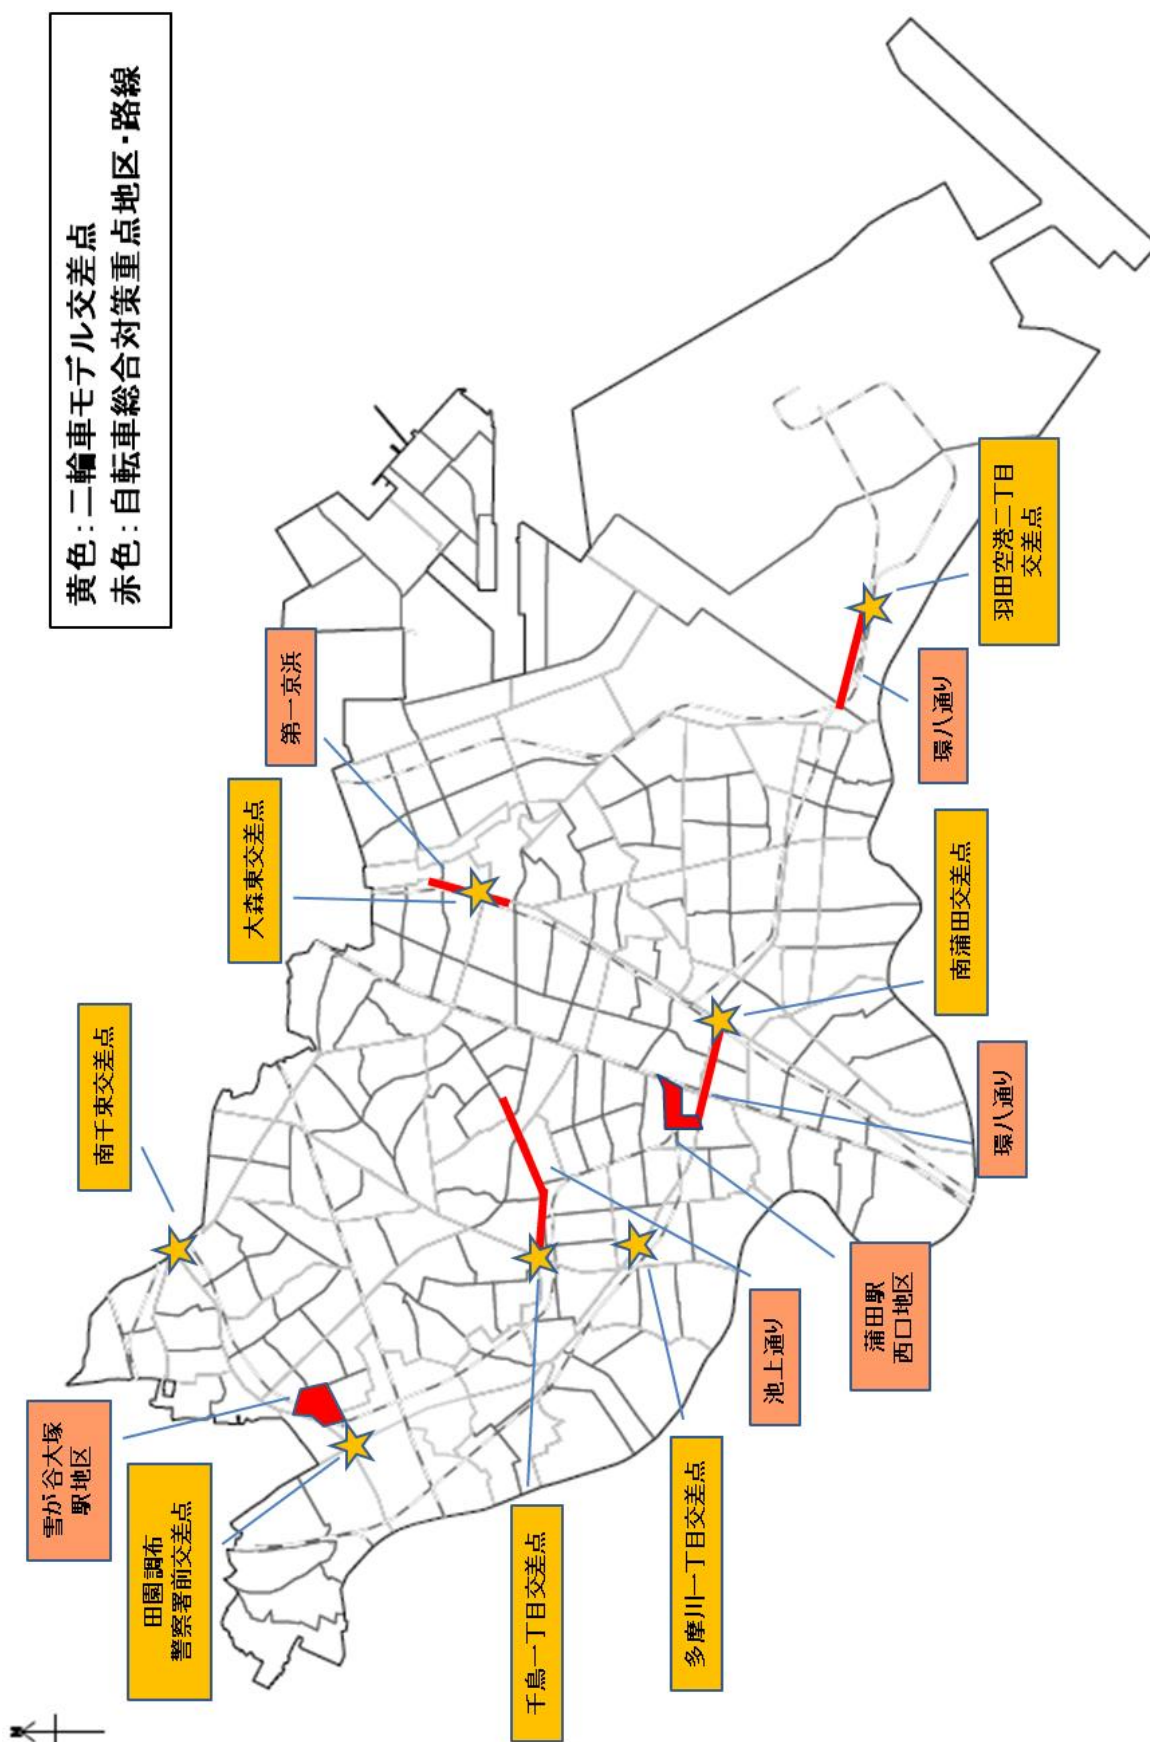 黄色:二輪車モデル交差点
赤色:自転車総合対策重点地区・路線
N
雪が谷大塚
駅地区
田園調布
警察署前交差点
南千束交差点
大森東交差点
第一京浜
千鳥一丁目交差点
多摩川一丁目交差点
池上通り
蒲田駅
西口地区
環八通り
南蒲田交差点
環八通り
羽田空港二丁目
交差点